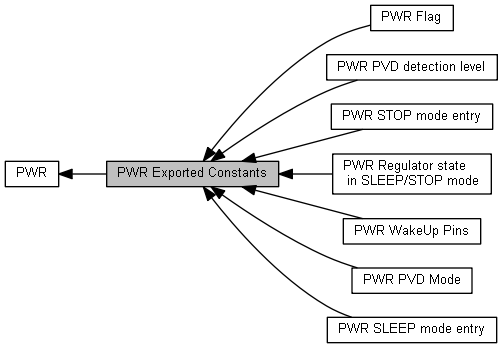 PWR Flag
PWR PVD detection level
PWR STOP mode entry
PWR
PWR Exported Constants
PWR Regulator state
in SLEEP/STOP mode
PWR WakeUp Pins
PWR PVD Mode
PWR SLEEP mode entry